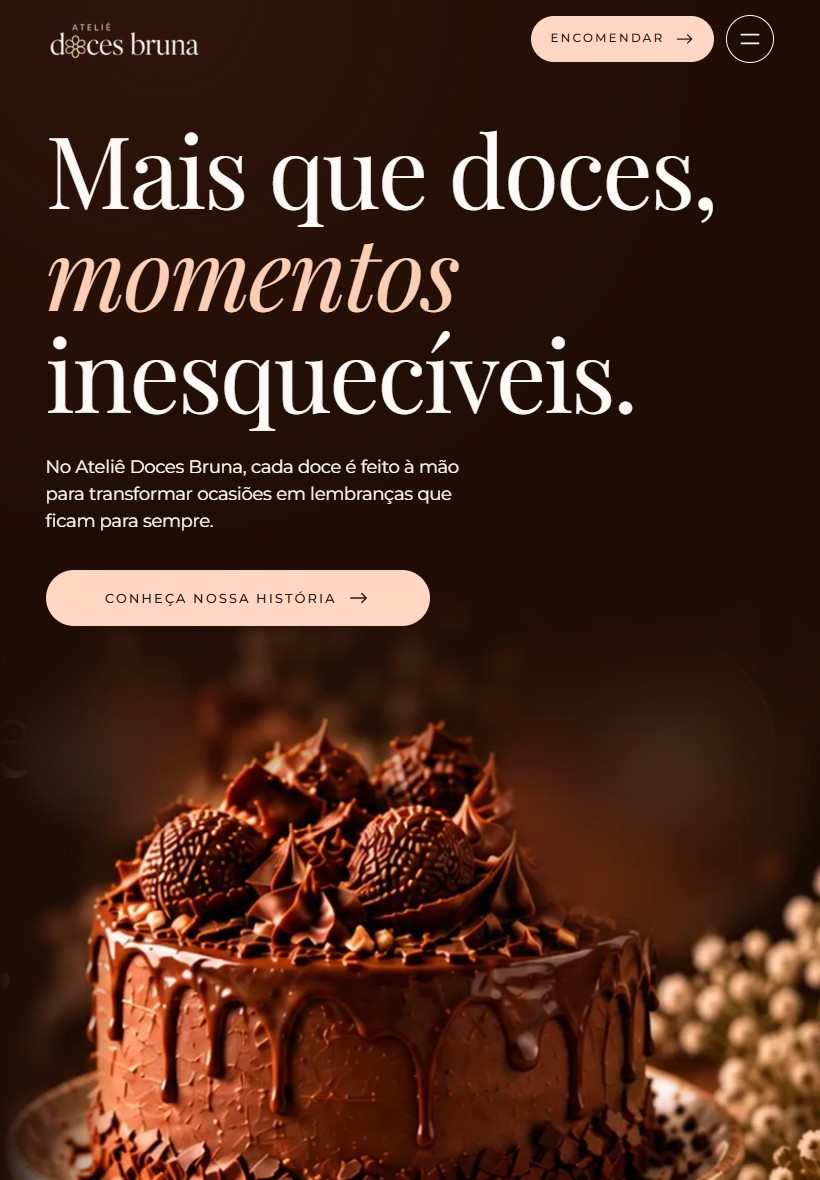 ATELIÊ
doces bruna
ENCOMENDAR
Mais que doces,
momentos
inesquecíveis.
No Ateliê Doces Bruna, cada doce é feito à mão
para transformar ocasiões em lembranças que
ficam para sempre.
CONHEÇA NOSSA HISTÓRIA